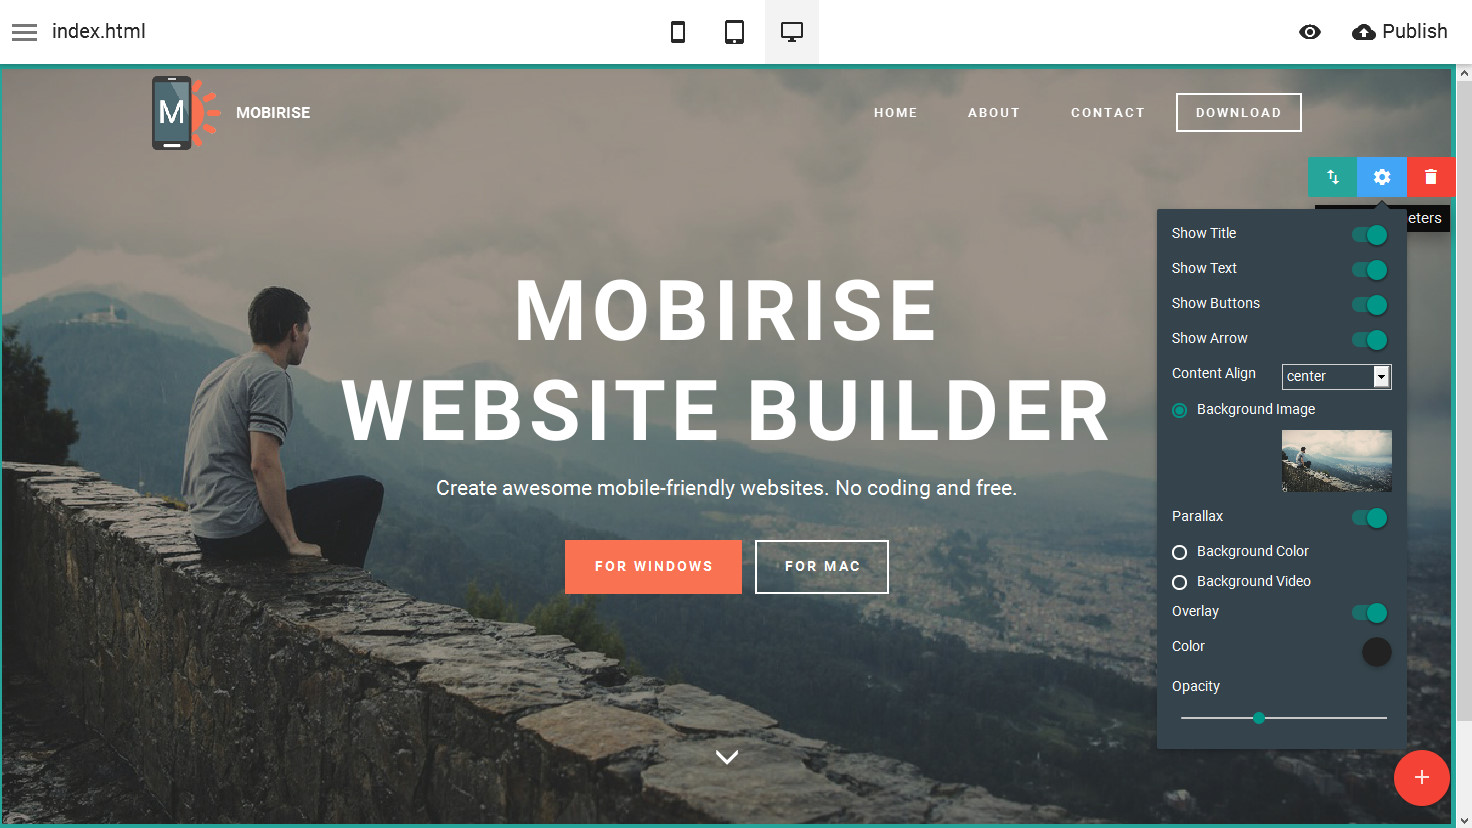 index.html
Publish
M
MOBIRISE
HOME
ABOUT
CONTACT
DOWNLOAD
eters
Show Title
Show Text
Show Buttons
Show Arrow
Content Align
center
Background Image
Parallax
Background Color
Background Video
Overlay
Color
Opacity
MOBIRISE
WEBSITE BUILDER
Create awesome mobile-friendly websites. No coding and free.
FOR WINDOWS
FOR MAC